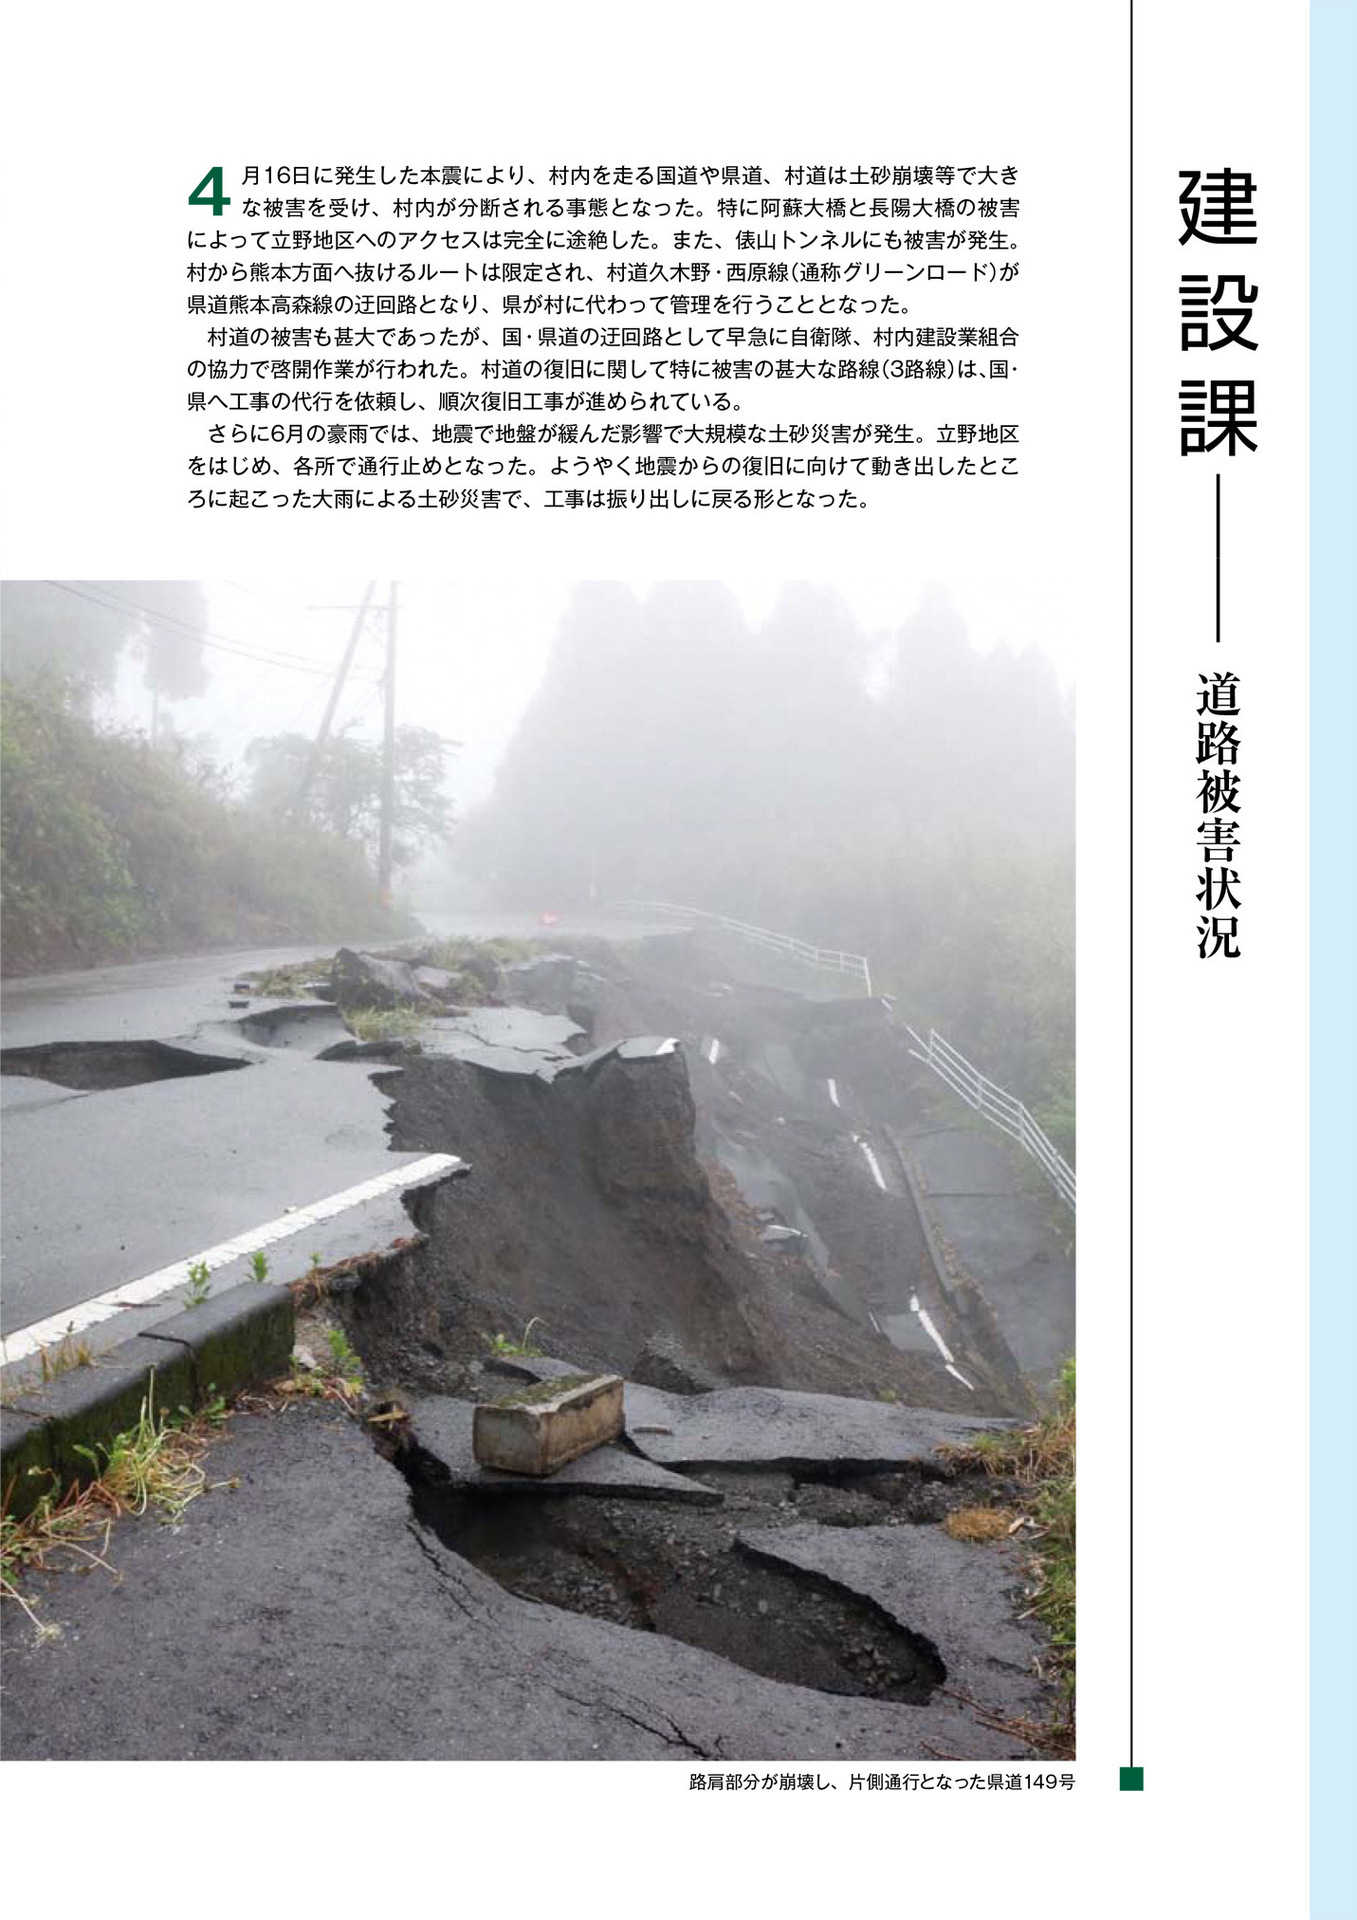 建設課――道路被害状況
4月16日に発生した本震により、村内を走る国道や県道、村道は土砂崩壊等で大き
な被害を受け、村内が分断される事態となった。特に阿蘇大橋と長陽大橋の被害
によって立野地区へのアクセスは完全に途絶した。また、俵山トンネルにも被害が発生。
村から熊本方面へ抜けるルートは限定され、村道久木野・西原線（通称グリーンロード）が
県道熊本高森線の迂回路となり、県が村に代わって管理を行うこととなった。
　村道の被害も甚大であったが、国・県道の迂回路として早急に自衛隊、村内建設業組合
の協力で啓開作業が行われた。村道の復旧に関して特に被害の甚大な路線（3路線）は、国・
県へ工事の代行を依頼し、順次復旧工事が進められている。
　さらに6月の豪雨では、地震で地盤が緩んだ影響で大規模な土砂災害が発生。立野地区
をはじめ、各所で通行止めとなった。ようやく地震からの復旧に向けて動き出したとこ
ろに起こった大雨による土砂災害で、工事は振り出しに戻る形となった。
路肩部分が崩壊し、片側通行となった県道149号